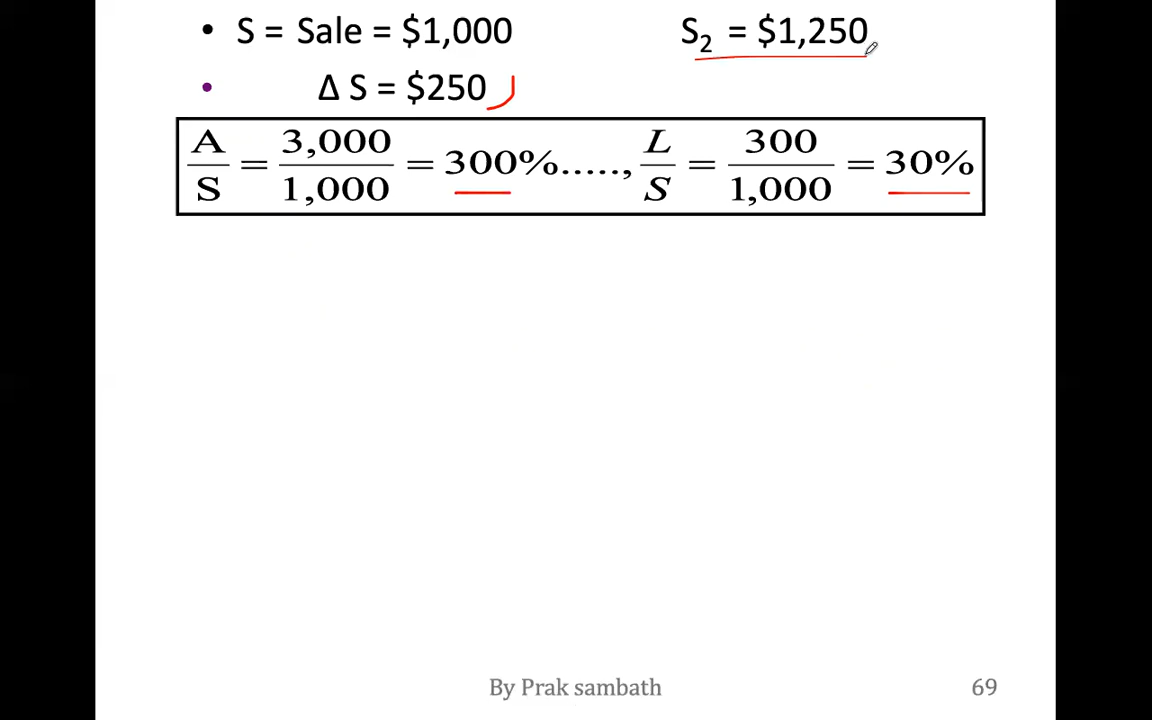 • S = Sale = $1,000 S₂ = $1,250
• Δ S = $250
A/S = 3,000/1,000 = 300%....., L/S = 300/1,000 = 30%
By Prak sambath 69